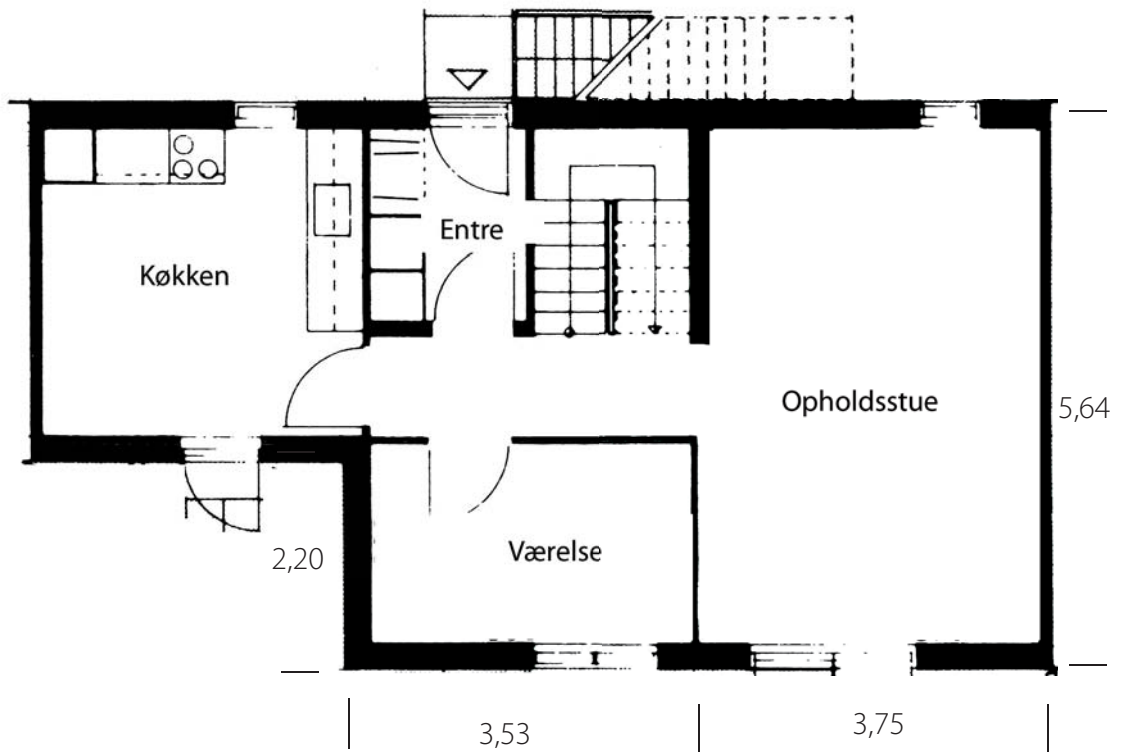 Entre
Køkken
Opholdsstue
5,64
Værelse
2,20
3,53
3,75